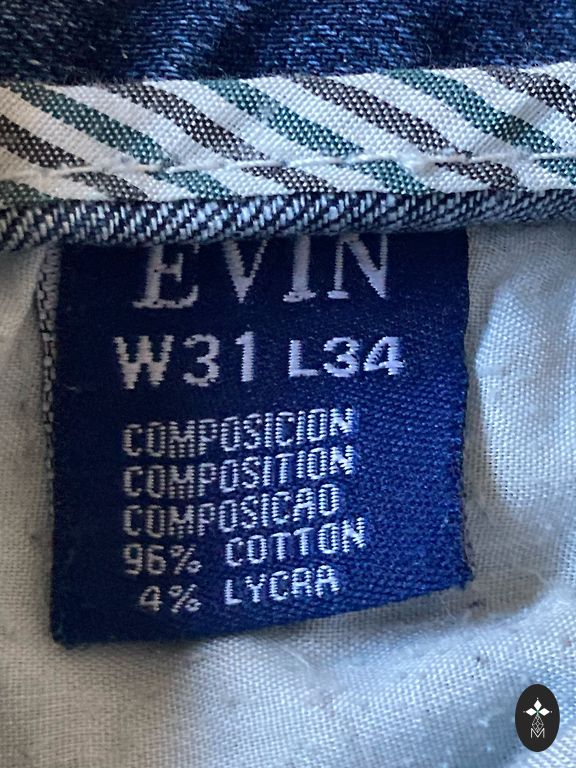 EVIN
W31 L34
COMPOSICION
COMPOSITION
COMPOSICAO
96% COTTON
4% LYCRA
M